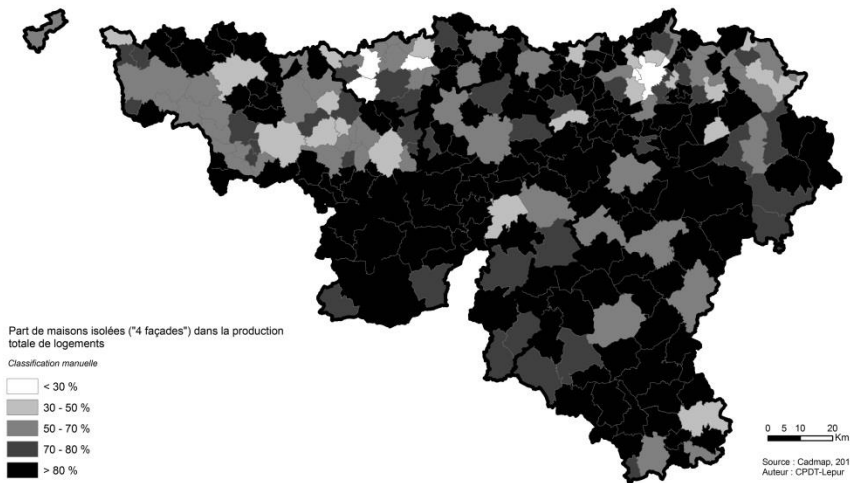 Part de maisons isolées ("4 façades") dans la production
totale de logements
Classification manuelle
< 30 %
30 - 50 %
50 - 70 %
70 - 80 %
> 80 %
0 5 10 20
Km
Source : Cadmap, 201
Auteur : CPDT-Lepur